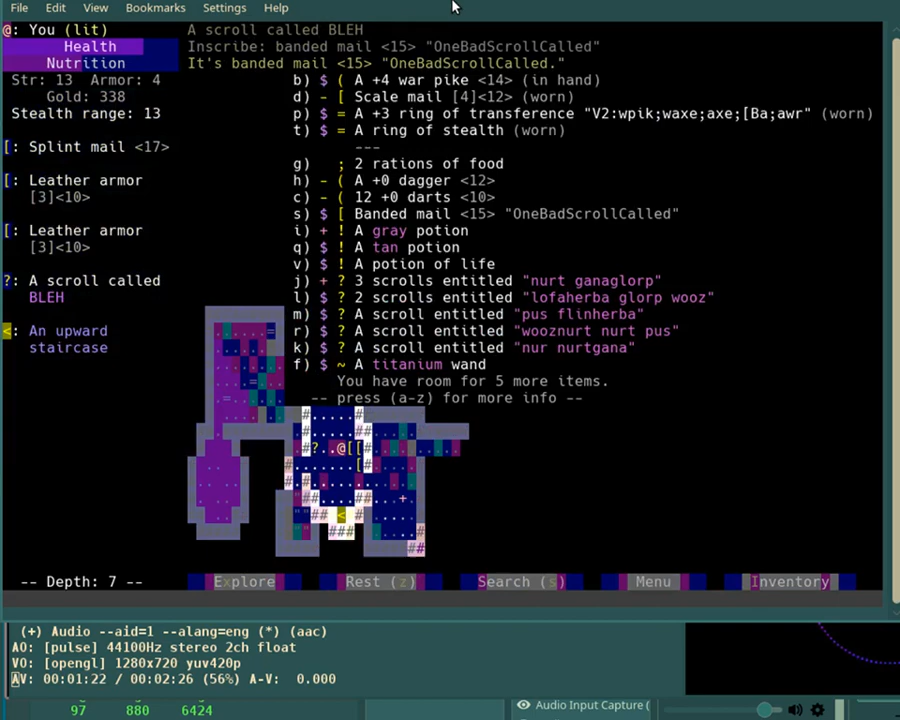 File Edit View Bookmarks Settings Help
@: You (lit)
Health
Nutrition
Str: 13 Armor: 4
Gold: 338
Stealth range: 13
[: Splint mail <17>
[: Leather armor
[3]<10>
[: Leather armor
[3]<10>
?: A scroll called
BLEH
<: An upward
staircase
A scroll called BLEH
Inscribe: banded mail <15> "OneBadScrollCalled"
It's banded mail <15> "OneBadScrollCalled."
b) $ ( A +4 war pike <14> (in hand)
d) - [ Scale mail [4]<12> (worn)
p) $ = A +3 ring of transference "V2:wpik;waxe;axe;[Ba;awr" (worn)
t) $ = A ring of stealth (worn)
---
g) ; 2 rations of food
h) - ( A +0 dagger <12>
c) - ( 12 +0 darts <10>
s) $ [ Banded mail <15> "OneBadScrollCalled"
i) + ! A gray potion
q) $ ! A tan potion
v) $ ! A potion of life
j) + ? 3 scrolls entitled "nurt ganaglorp"
l) $ ? 2 scrolls entitled "lofaherba glorp wooz"
m) $ ? A scroll entitled "pus flinherba"
r) $ ? A scroll entitled "wooznurt nurt pus"
k) $ ? A scroll entitled "nur nurtgana"
f) $ ~ A titanium wand
You have room for 5 more items.
-- press (a-z) for more info --
-- Depth: 7 --
Explore Rest (z) Search (s) Menu Inventory
(+) Audio --aid=1 --alang=eng (*) (aac)
AO: [pulse] 44100Hz stereo 2ch float
VO: [opengl] 1280x720 yuv420p
AV: 00:01:22 / 00:02:26 (56%) A-V: 0.000
97 880 6424
Audio Input Capture (